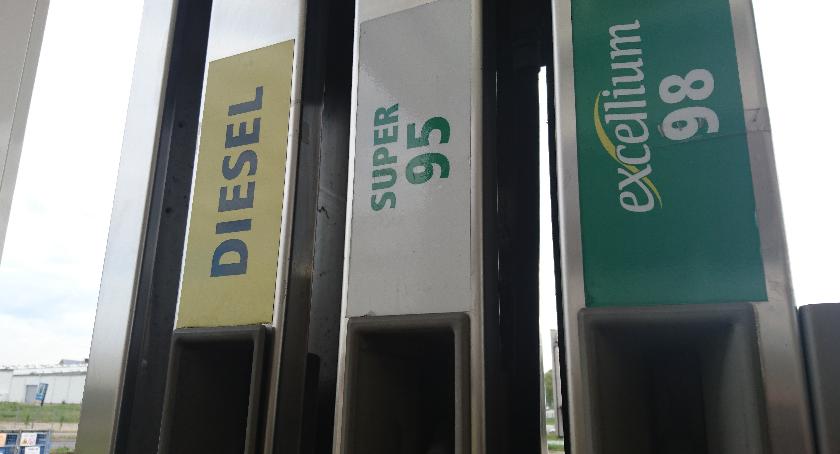 DIESEL
SUPER
95
excellium
98